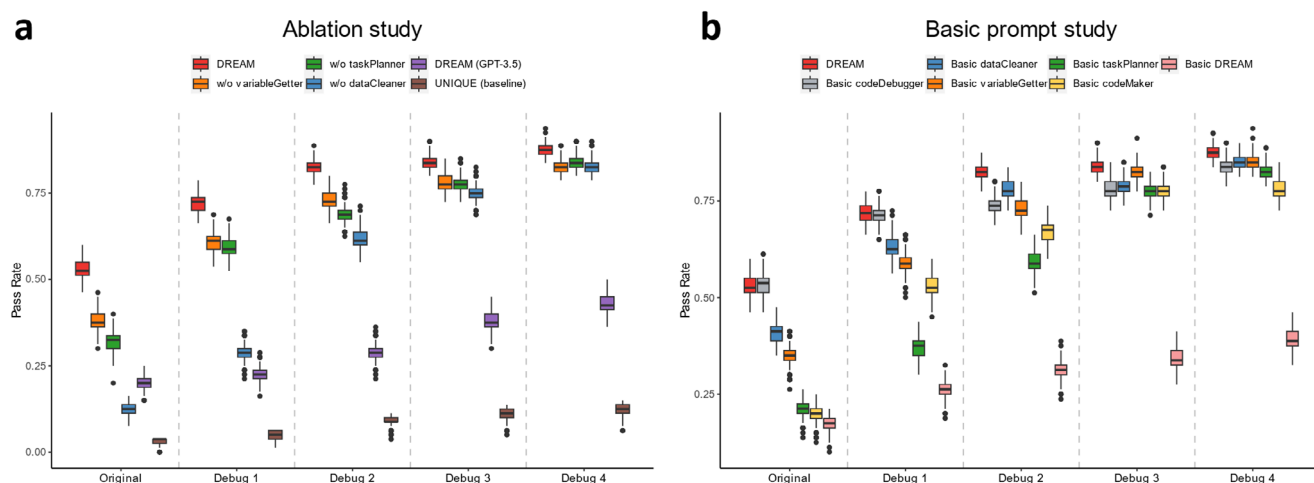 a
Ablation study
DREAM
w/o taskPlanner
DREAM (GPT-3.5)
w/o variableGetter
w/o dataCleaner
UNIQUE (baseline)
Pass Rate
0.75
0.50
0.25
0.00
Original
Debug 1
Debug 2
Debug 3
Debug 4
b
Basic prompt study
DREAM
Basic dataCleaner
Basic taskPlanner
Basic DREAM
Basic codeDebugger
Basic variableGetter
Basic codeMaker
Pass Rate
0.75
0.50
0.25
Original
Debug 1
Debug 2
Debug 3
Debug 4